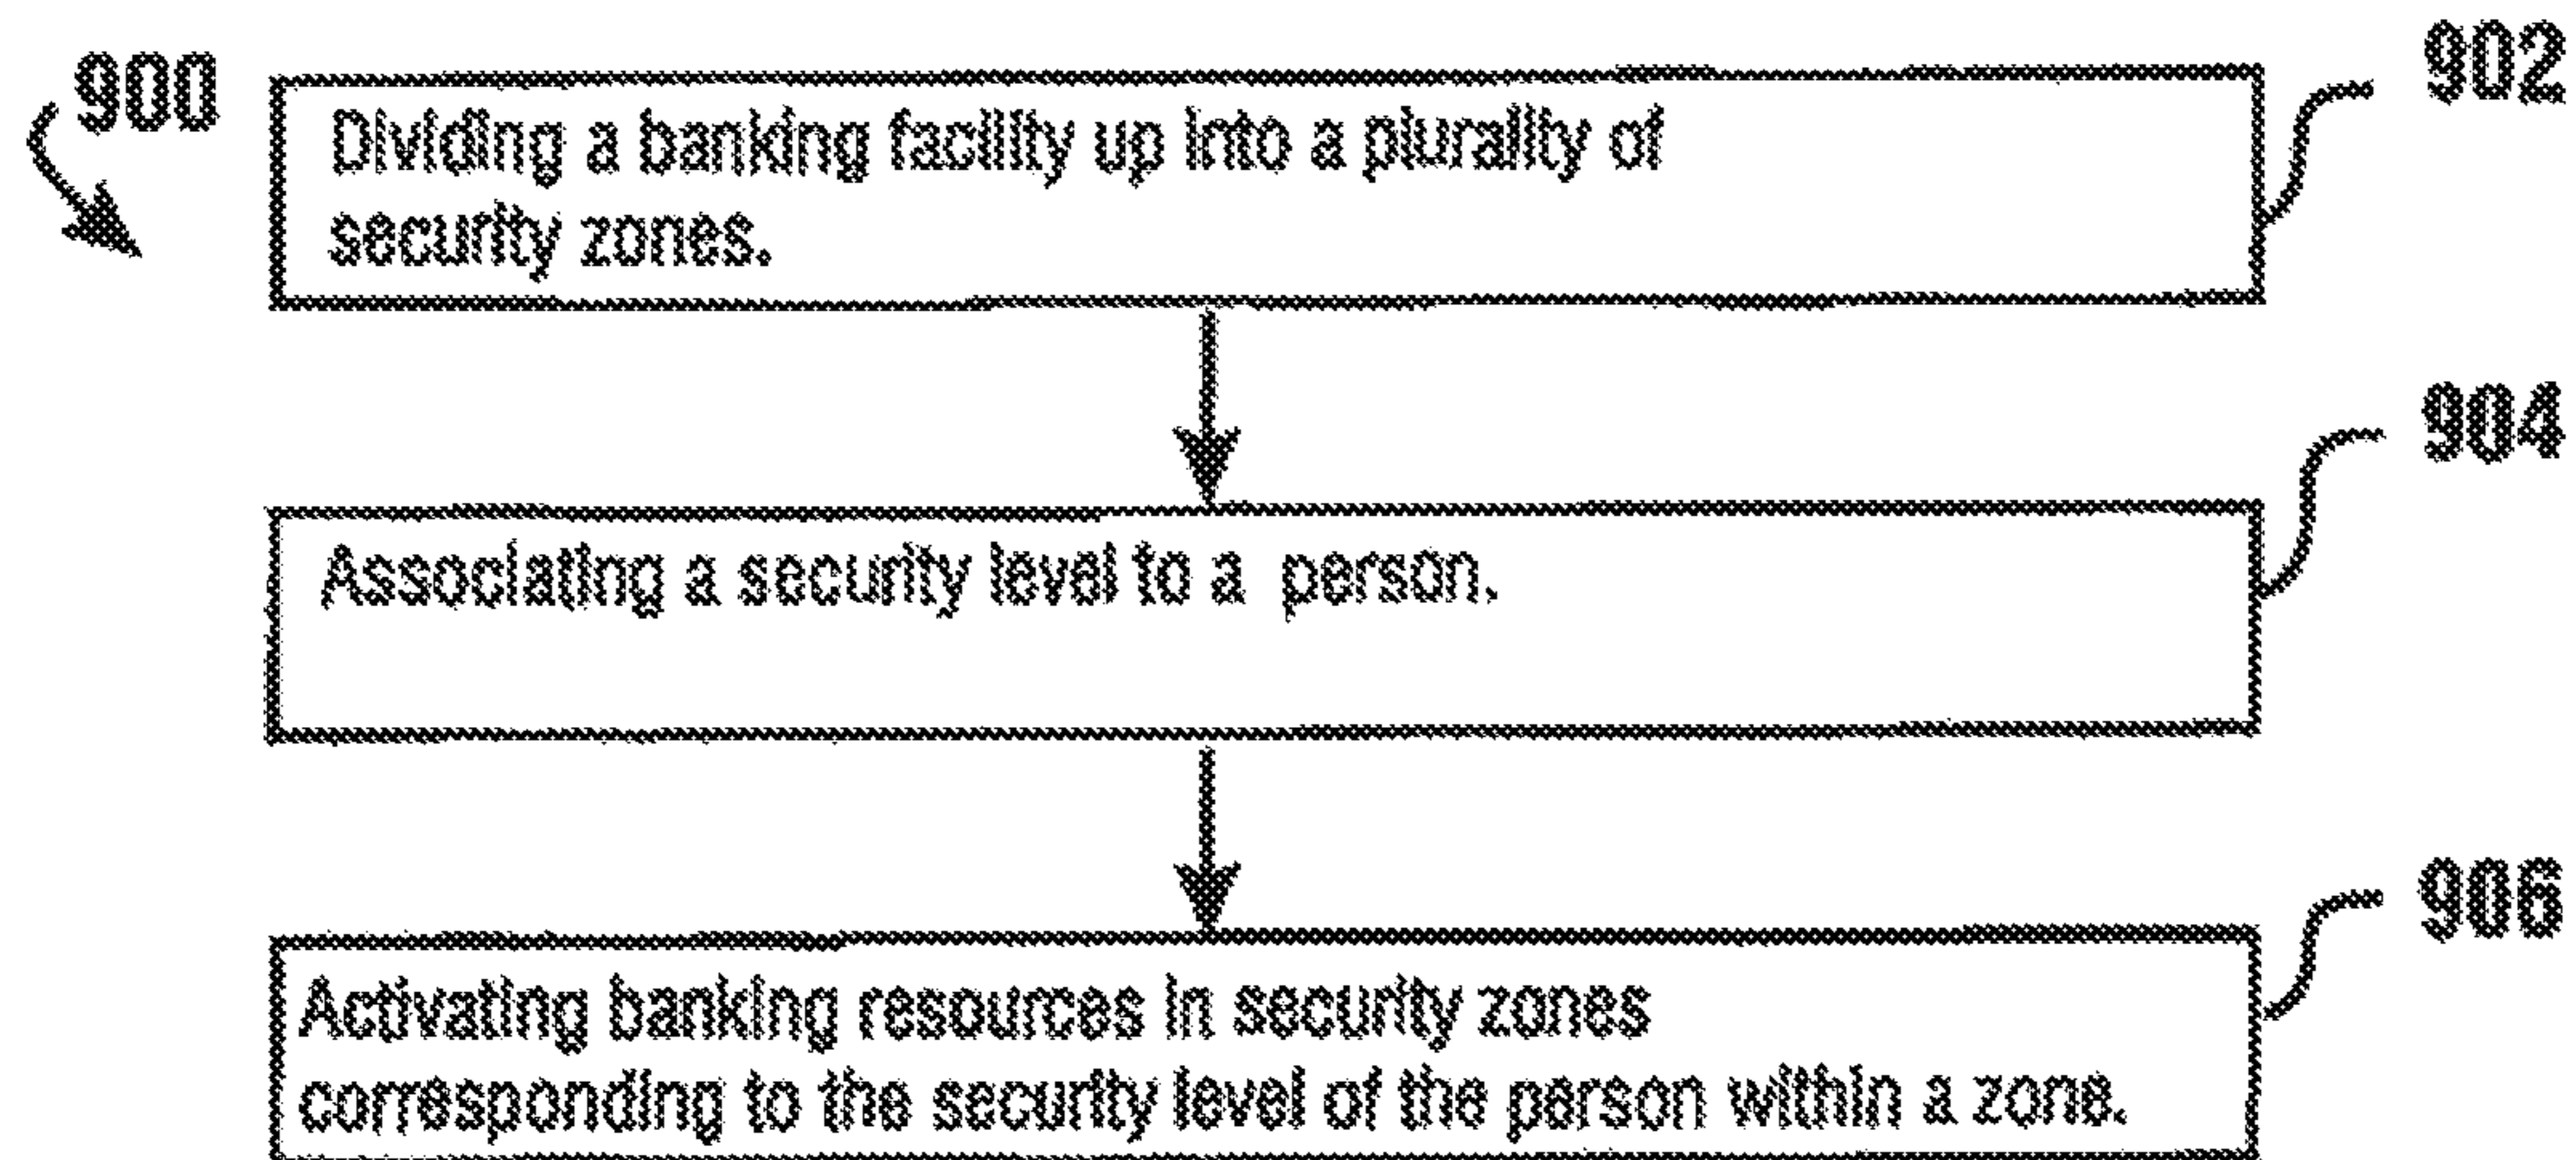 900
902
Dividing a banking facility up into a plurality of
security zones.
904
Associating a security level to a person.
906
Activating banking resources in security zones
corresponding to the security level of the person within a zone.